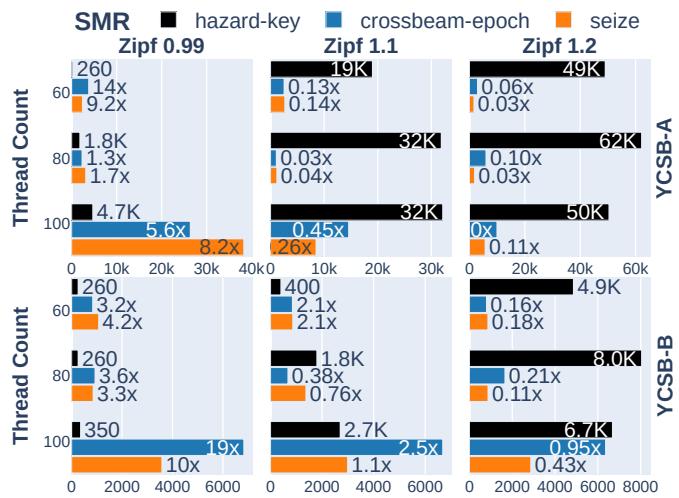 SMR hazard-key crossbeam-epoch seize
Zipf 0.99 Zipf 1.1 Zipf 1.2
Thread Count
YCSB-A
60
260 19K 49K
14x 0.13x 0.06x
9.2x 0.14x 0.03x
80
1.8K 32K 62K
1.3x 0.03x 0.10x
1.7x 0.04x 0.03x
100
4.7K 32K 50K
5.6x 0.45x 0x
8.2x .26x 0.11x
0 10k 20k 30k 40k 0 10k 20k 30k 0 20k 40k 60k
Thread Count
YCSB-B
60
260 400 4.9K
3.2x 2.1x 0.16x
4.2x 2.1x 0.18x
80
260 1.8K 8.0K
3.6x 0.38x 0.21x
3.3x 0.76x 0.11x
100
350 2.7K 6.7K
19x 2.5x 0.95x
10x 1.1x 0.43x
0 2000 4000 6000 0 2000 4000 6000 0 2000 4000 6000 8000